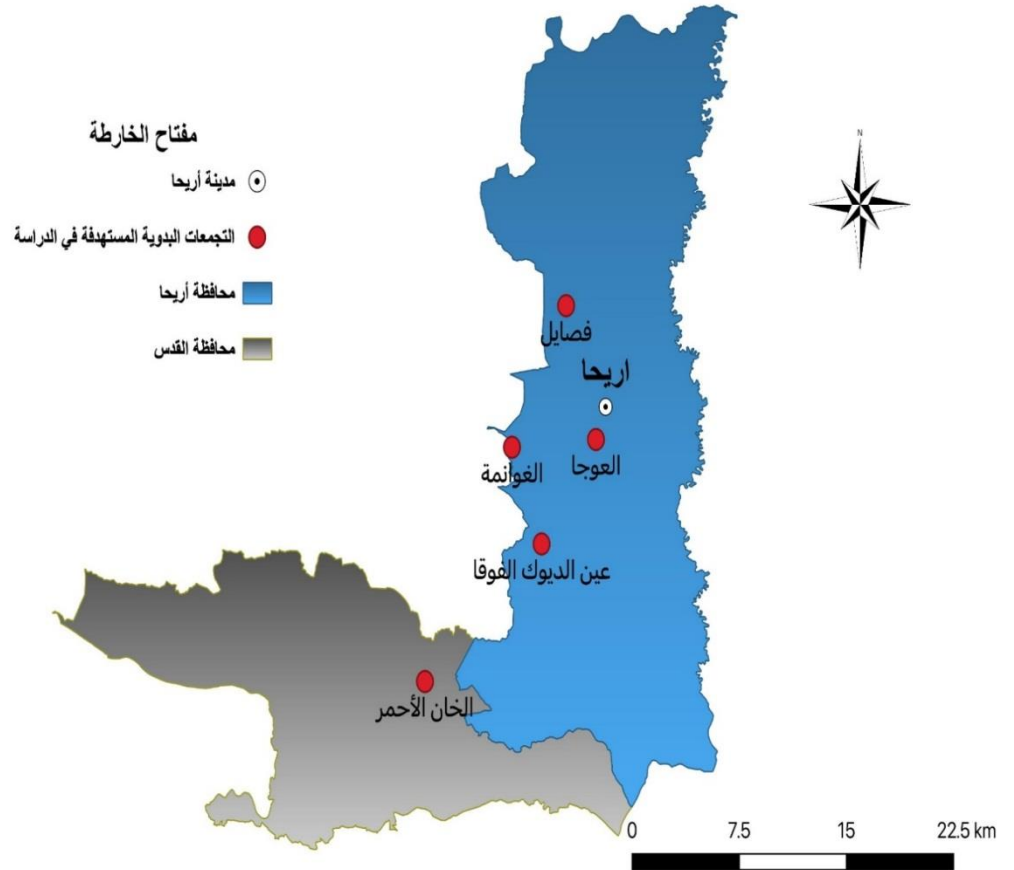 مفتاح الخارطة
مدينة أريحا
التجمعات البدوية المستهدفة في الدراسة
محافظة أريحا
محافظة القدس
N
فصايل
اريحا
العوجا
الغوانمة
عين الديوك الفوقا
الخان الأحمر
0 7.5 15 22.5 km